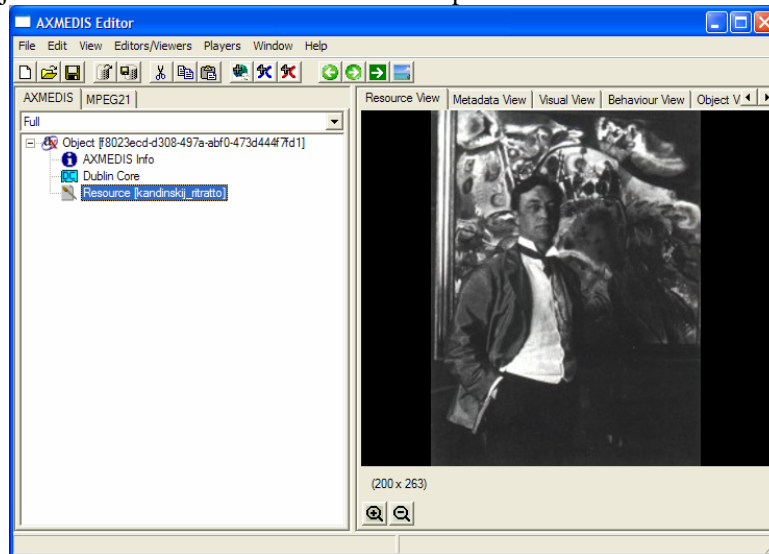 AXMEDIS Editor
File Edit View Editors/Viewers Players Window Help
AXMEDIS MPEG21
Full
Object [f8023ecd-d308-497a-abf0-473d444f7fd1]
AXMEDIS Info
Dublin Core
Resource [kandinskij_ritratto]
Resource View Metadata View Visual View Behaviour View Object V
(200 x 263)